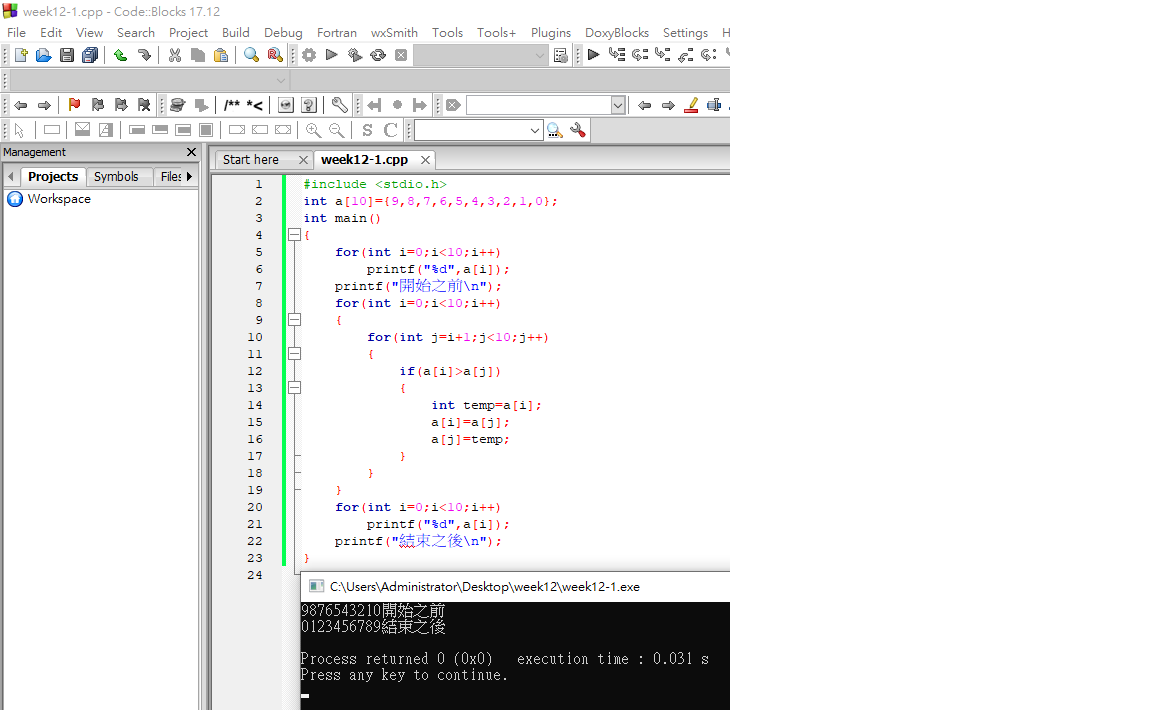 week12-1.cpp - Code::Blocks 17.12
File Edit View Search Project Build Debug Fortran wxSmith Tools Tools+ Plugins DoxyBlocks Settings H
/** *<
S C
Management
Projects Symbols Files
Workspace
Start here week12-1.cpp
1 #include <stdio.h>
2 int a[10]={9,8,7,6,5,4,3,2,1,0};
3 int main()
4 {
5 for(int i=0;i<10;i++)
6 printf("%d",a[i]);
7 printf("開始之前\n");
8 for(int i=0;i<10;i++)
9 {
10 for(int j=i+1;j<10;j++)
11 {
12 if(a[i]>a[j])
13 {
14 int temp=a[i];
15 a[i]=a[j];
16 a[j]=temp;
17 }
18 }
19 }
20 for(int i=0;i<10;i++)
21 printf("%d",a[i]);
22 printf("結束之後\n");
23 }
24
C:\Users\Administrator\Desktop\week12\week12-1.exe
9876543210開始之前
0123456789結束之後
Process returned 0 (0x0) execution time : 0.031 s
Press any key to continue.